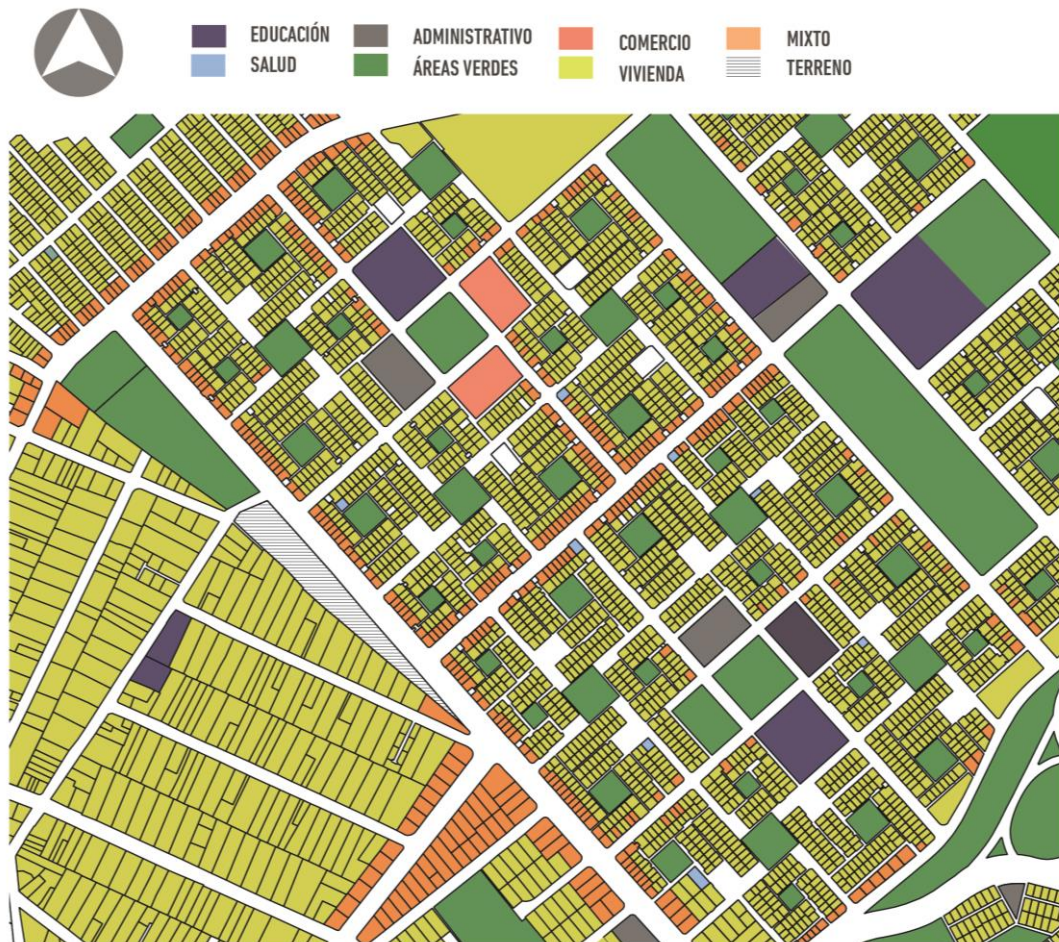 EDUCACIÓN
SALUD
ADMINISTRATIVO
ÁREAS VERDES
COMERCIO
VIVIENDA
MIXTO
TERRENO